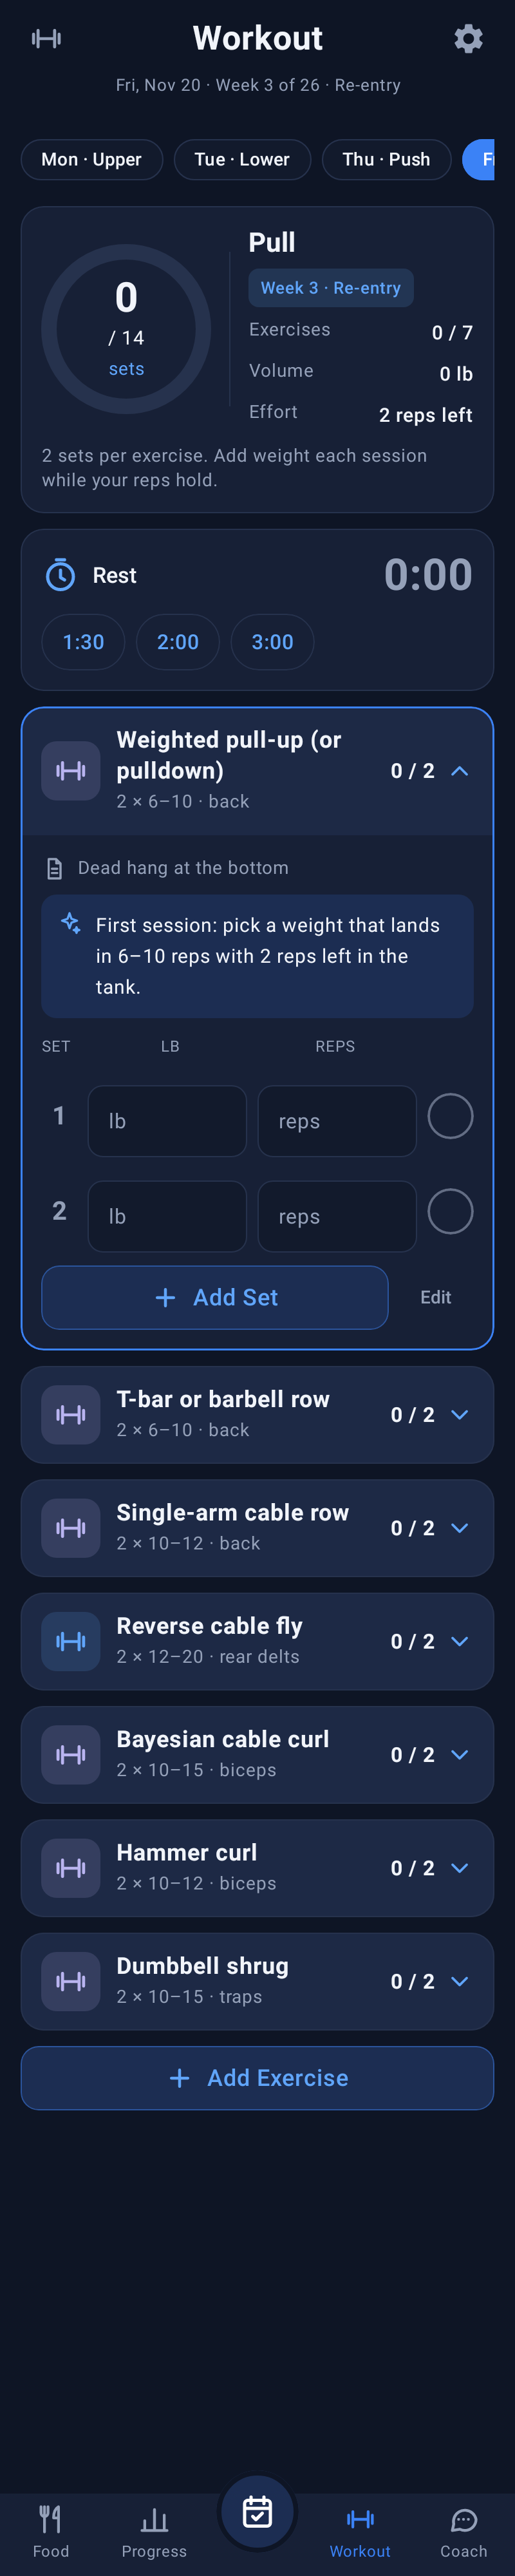 Workout
Fri, Nov 20 · Week 3 of 26 · Re-entry
Mon · Upper
Tue · Lower
Thu · Push
0
/ 14
sets
Pull
Week 3 · Re-entry
Exercises 0 / 7
Volume 0 lb
Effort 2 reps left
2 sets per exercise. Add weight each session
while your reps hold.
Rest 0:00
1:30 2:00 3:00
Weighted pull-up (or
pulldown)
2 × 6–10 · back
0 / 2
Dead hang at the bottom
First session: pick a weight that lands
in 6–10 reps with 2 reps left in the
tank.
SET LB REPS
1 lb reps
2 lb reps
Add Set
Edit
T-bar or barbell row
2 × 6–10 · back
0 / 2
Single-arm cable row
2 × 10–12 · back
0 / 2
Reverse cable fly
2 × 12–20 · rear delts
0 / 2
Bayesian cable curl
2 × 10–15 · biceps
0 / 2
Hammer curl
2 × 10–12 · biceps
0 / 2
Dumbbell shrug
2 × 10–15 · traps
0 / 2
Add Exercise
Food
Progress
Workout
Coach